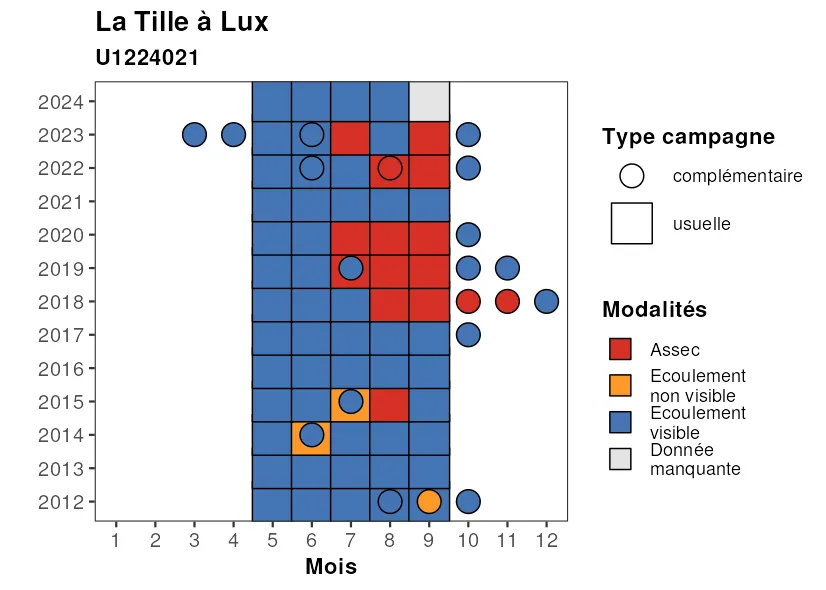 La Tille à Lux
U1224021
2024
2023
2022
2021
2020
2019
2018
2017
2016
2015
2014
2013
2012
1 2 3 4 5 6 7 8 9 10 11 12
Mois
Type campagne
complémentaire
usuelle
Modalités
Assec
Ecoulement
non visible
Ecoulement
visible
Donnée
manquante